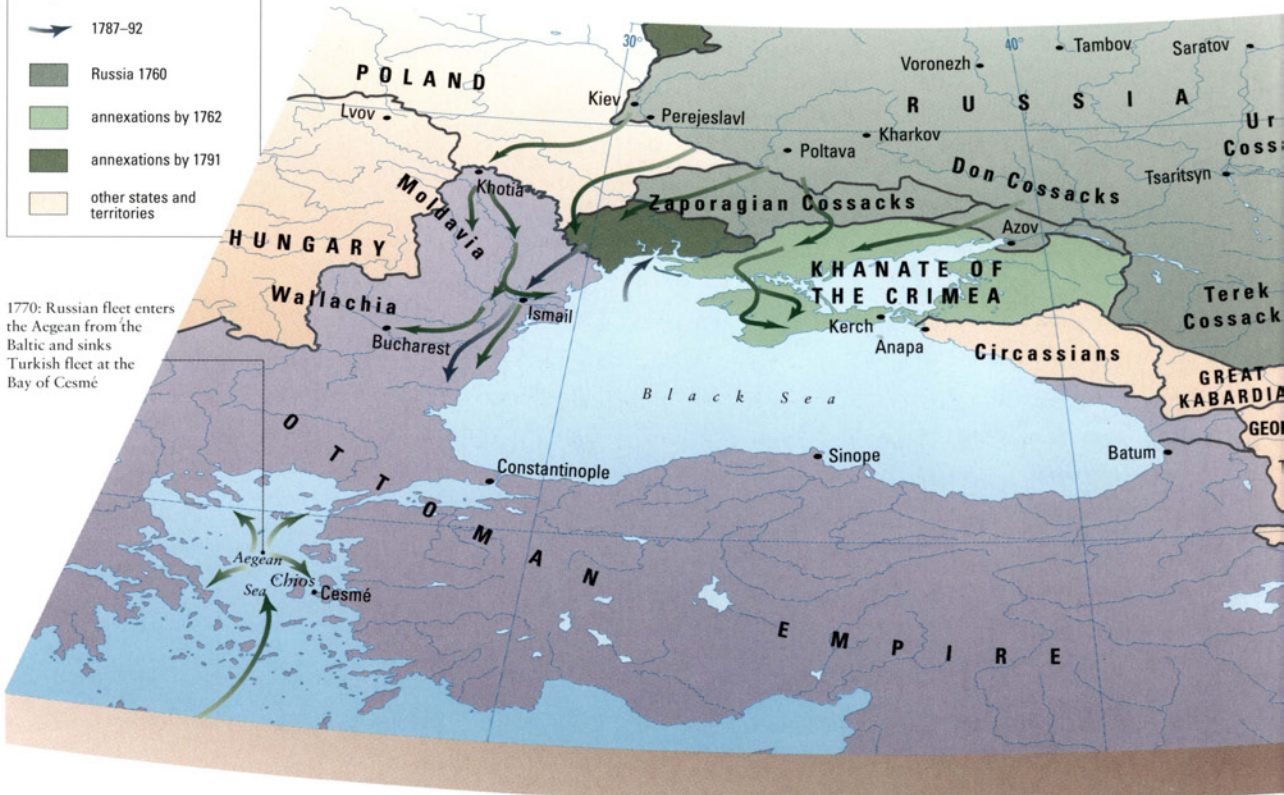 1787–92
Russia 1760
annexations by 1762
annexations by 1791
other states and
territories
1770: Russian fleet enters
the Aegean from the
Baltic and sinks
Turkish fleet at the
Bay of Cesmé
30°
40°
POLAND
Kiev
Perejeslavl
Lvov
Voronezh
Tambov
Saratov
RUSSIA
Kharkov
Poltava
Tsaritsyn
Don Cossacks
Khotia
Moldavia
Zaporagian Cossacks
Azov
HUNGARY
KHANATE OF
THE CRIMEA
Wallachia
Ismail
Bucharest
Kerch
Anapa
Terek
Circassians
GREAT
KABARDIA
Black Sea
Constantinople
Sinope
Batum
OTTOMAN
EMPIRE
Aegean
Sea
Chios
Cesmé